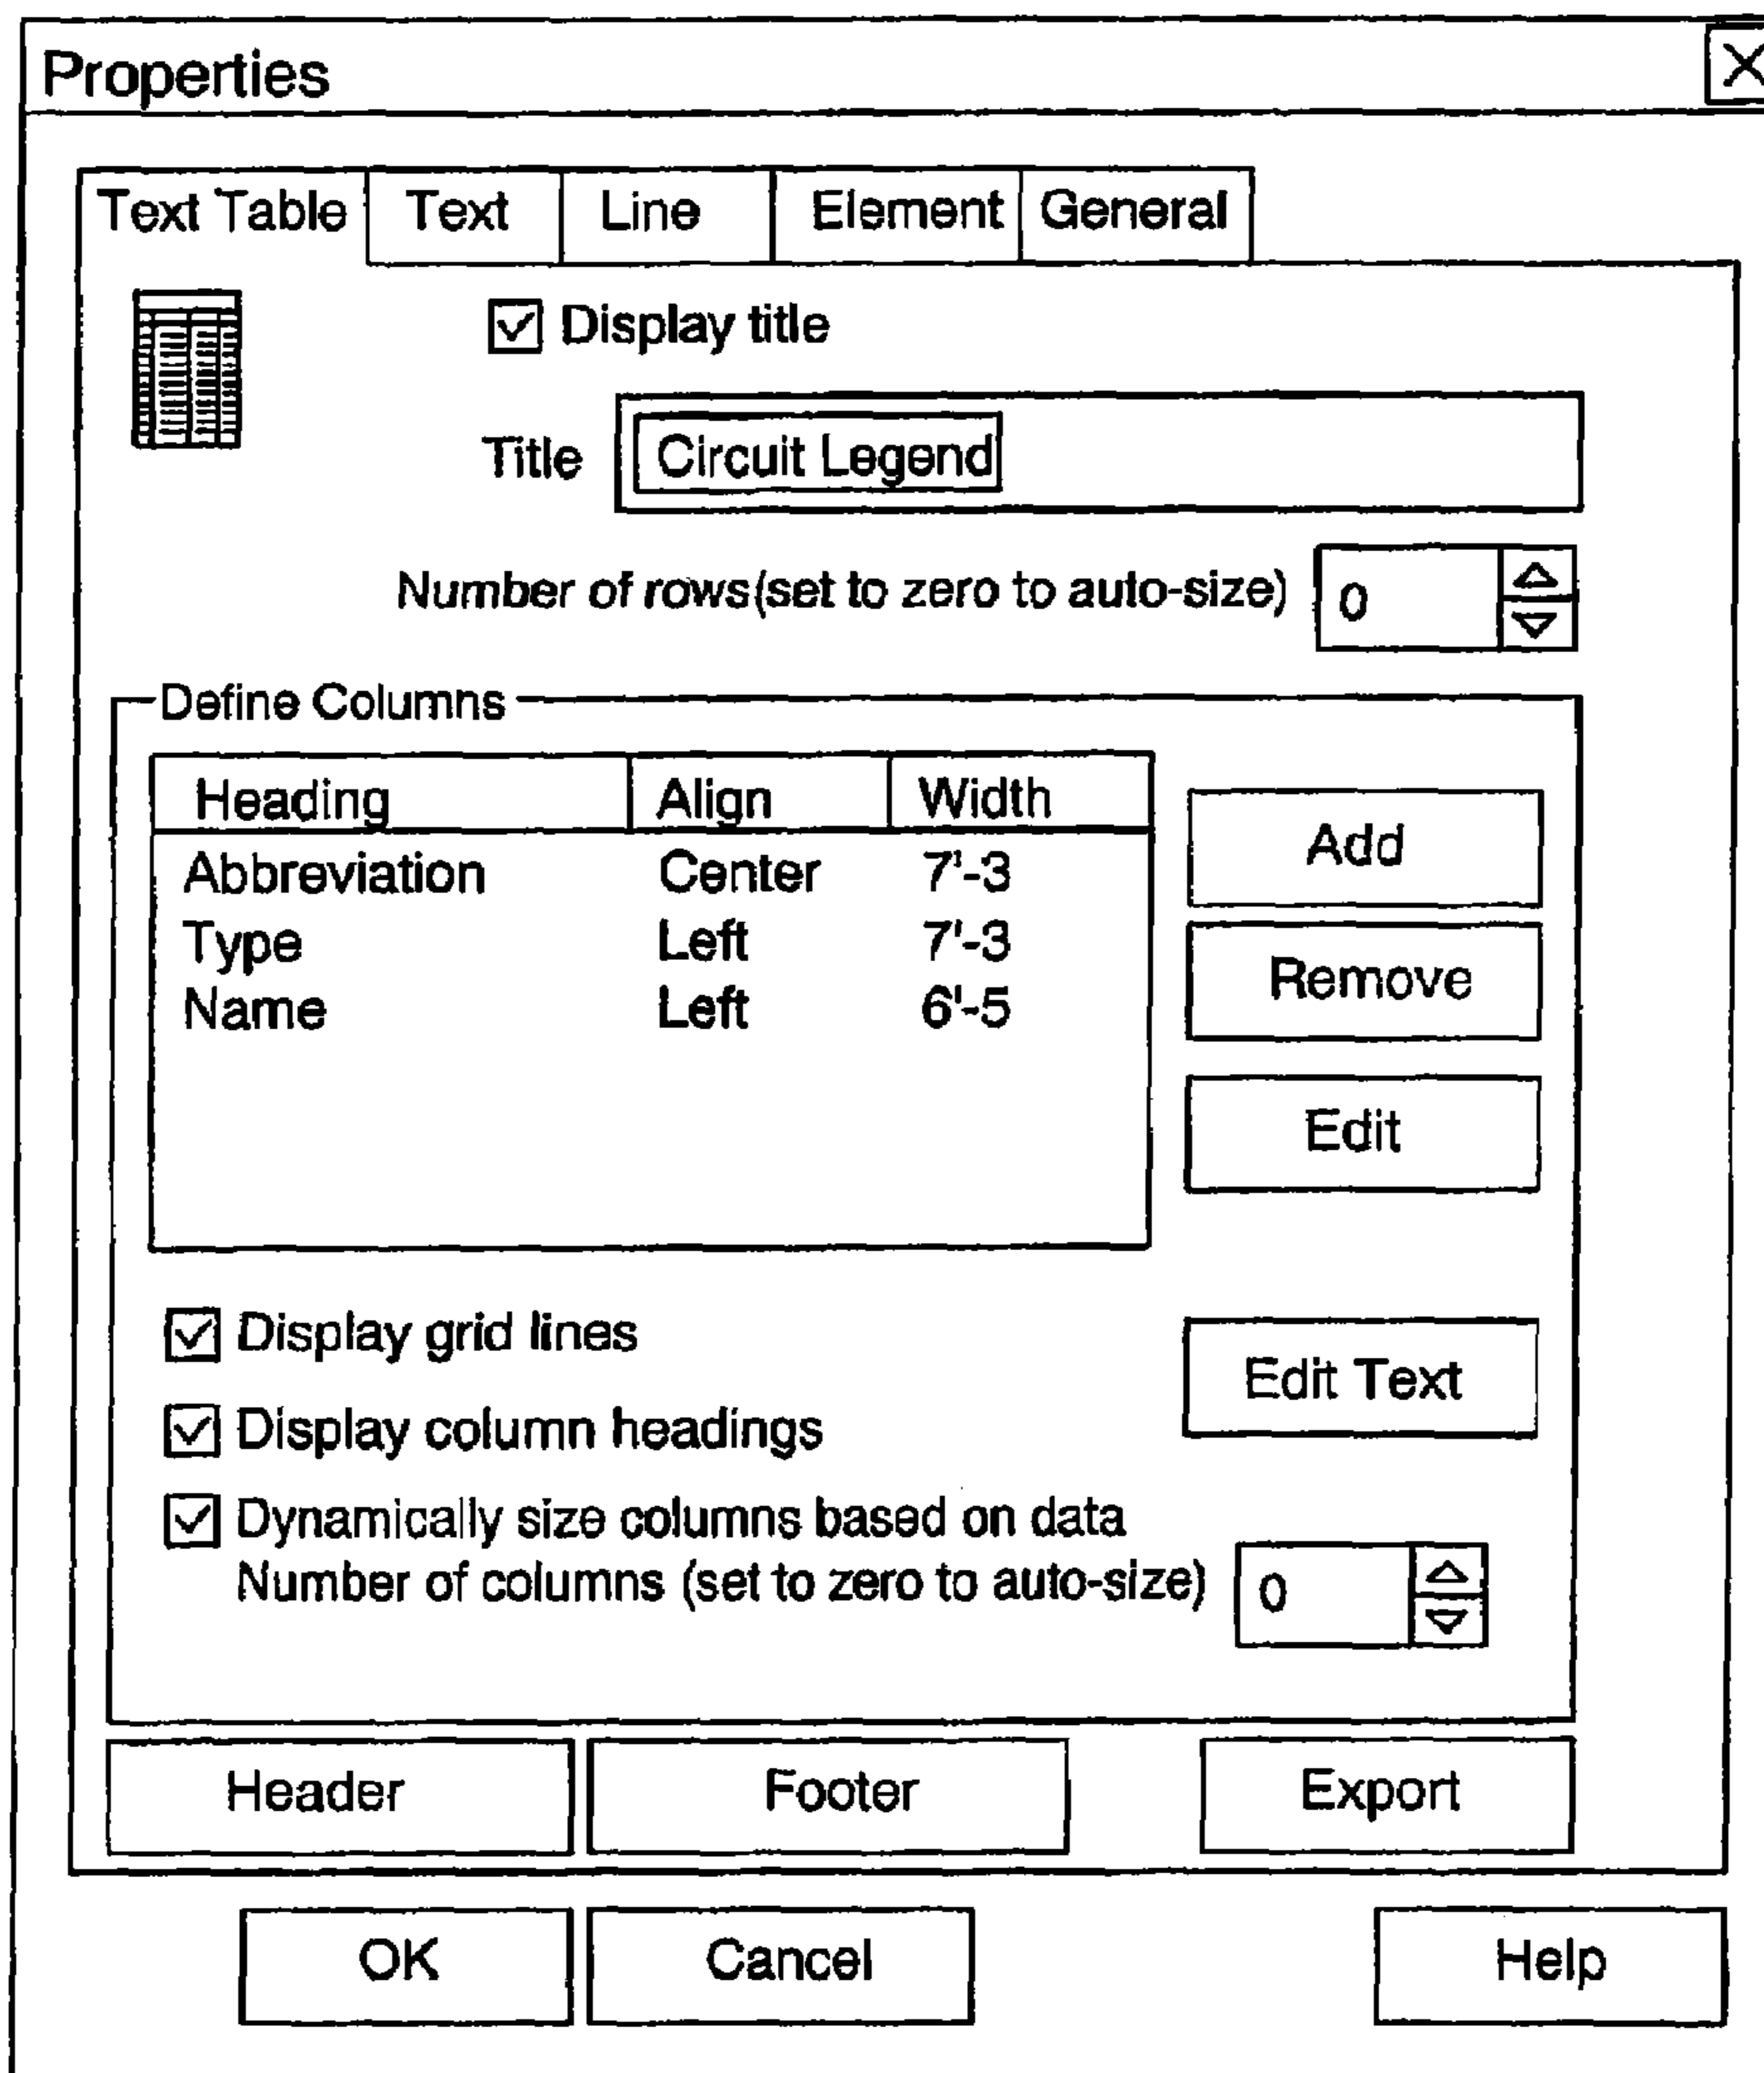 Properties
Text Table Text Line Element General
Display title
Title Circuit Legend
Number of rows(set to zero to auto-size) 0
Define Columns
Heading Align Width
Abbreviation Center 7'-3
Type Left 7'-3
Name Left 6'-5
Add
Remove
Edit
Display grid lines
Edit Text
Display column headings
Dynamically size columns based on data
Number of columns (set to zero to auto-size) 0
Header Footer Export
OK Cancel Help